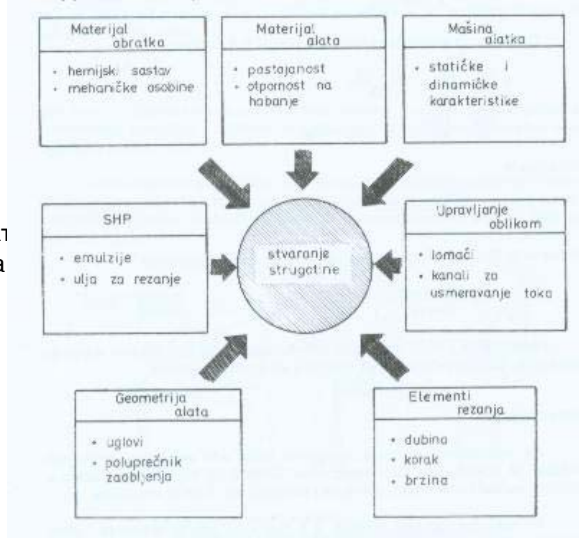 Materijal
obratka
• hemijski sastav
• mehaničke osobine
Materijal
alata
• postojanost
• otpornost na
habanje
Mašina
alatka
• statičke i
dinamičke
karakteristike
SHP
• emulzije
• ulja za rezanje
stvaranje
strugotine
Upravljanje
oblikom
• lomači
• kanali za
usmeravanje toka
Geometrija
alata
• uglovi
• poluprečnik
zaobljenja
Elementi
rezanja
• dubina
• korak
• brzina